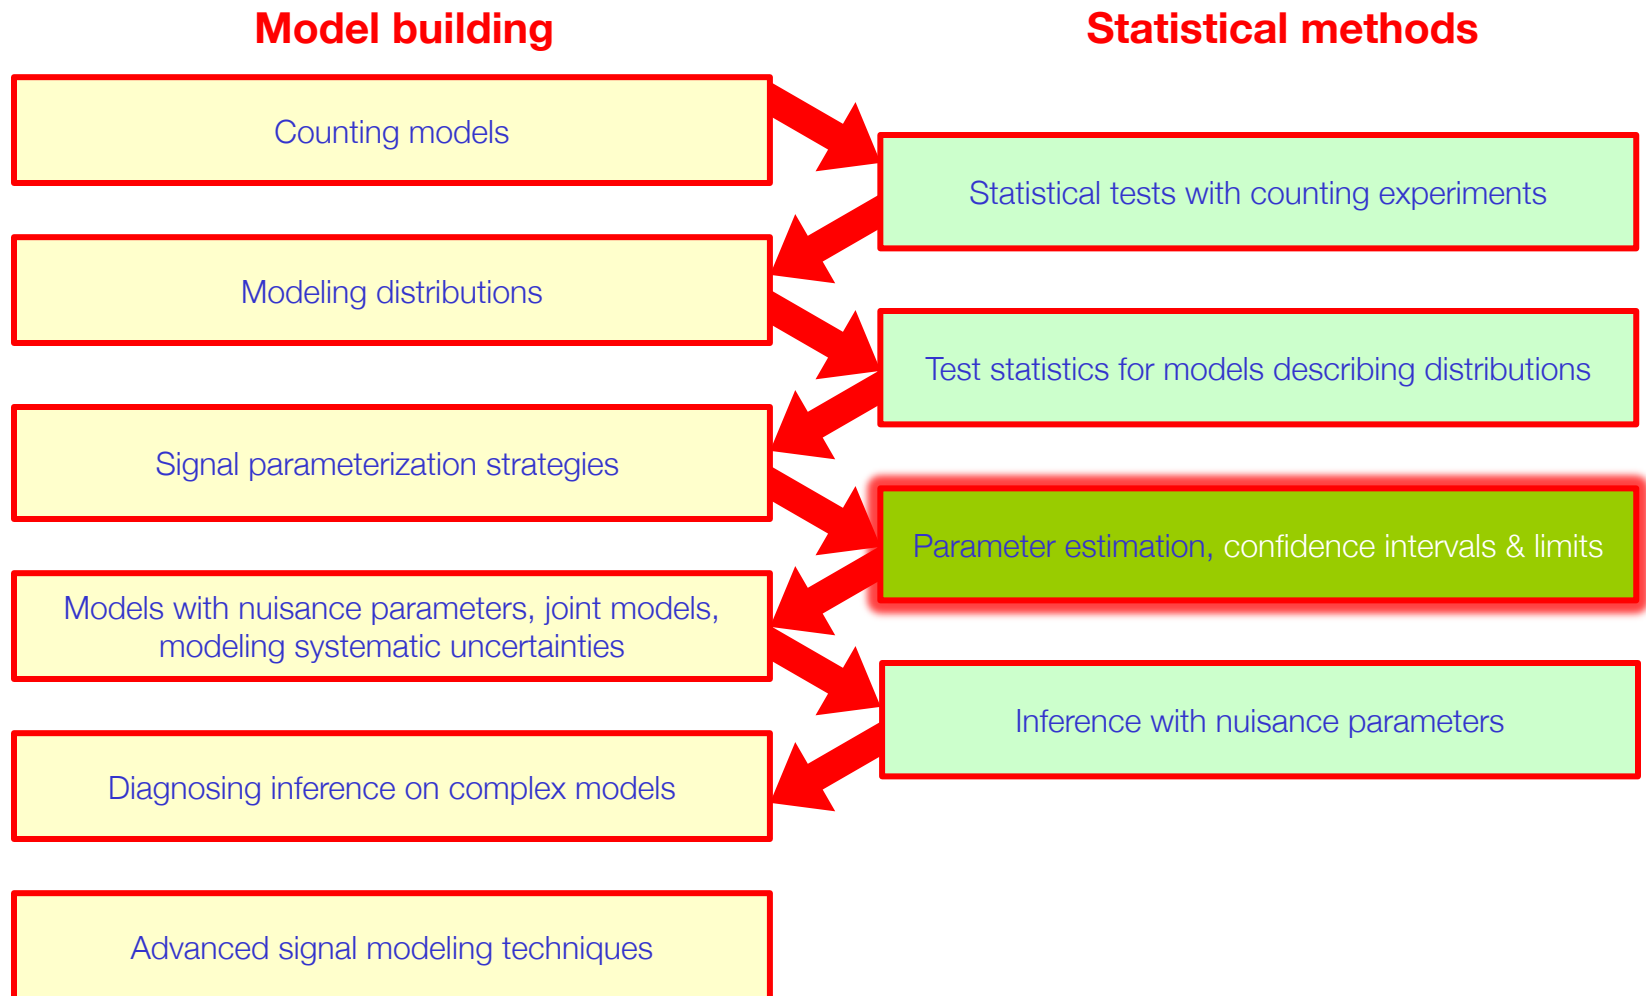 Model building
Statistical methods
Counting models
Statistical tests with counting experiments
Modeling distributions
Test statistics for models describing distributions
Signal parameterization strategies
Parameter estimation, confidence intervals & limits
Models with nuisance parameters, joint models,
modeling systematic uncertainties
Inference with nuisance parameters
Diagnosing inference on complex models
Advanced signal modeling techniques